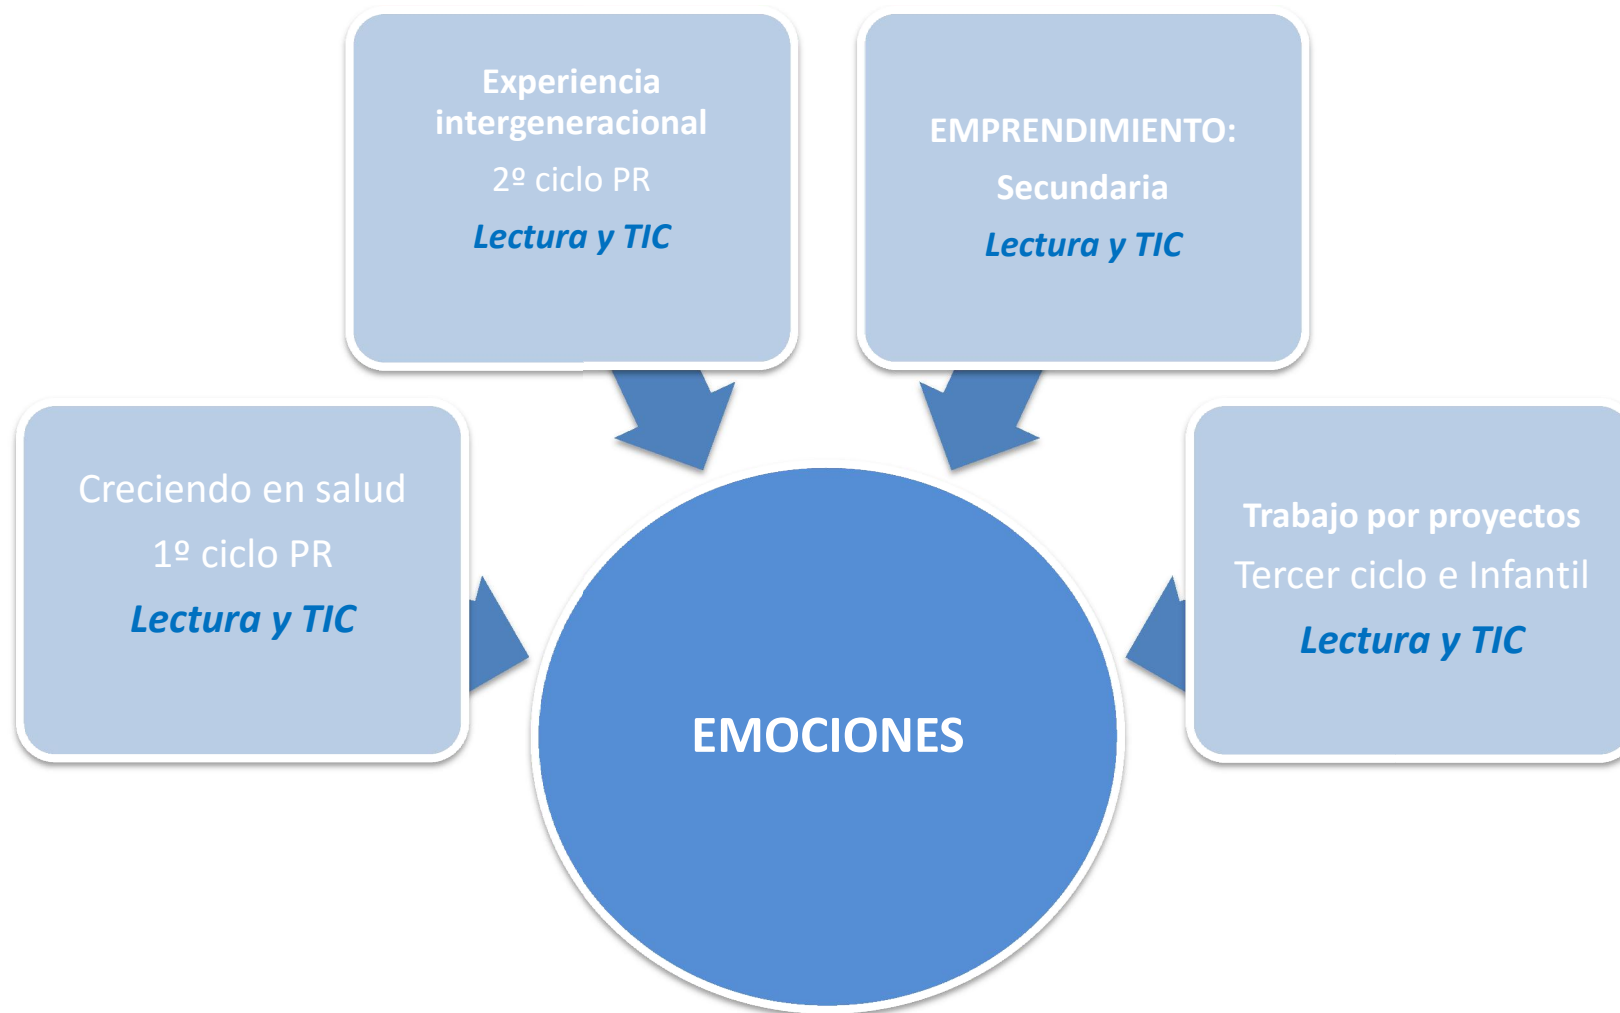 Experiencia
intergeneracional
2º ciclo PR
Lectura y TIC
EMPRENDIMIENTO:
Secundaria
Lectura y TIC
Creciendo en salud
1º ciclo PR
Lectura y TIC
Trabajo por proyectos
Tercer ciclo e Infantil
Lectura y TIC
EMOCIONES